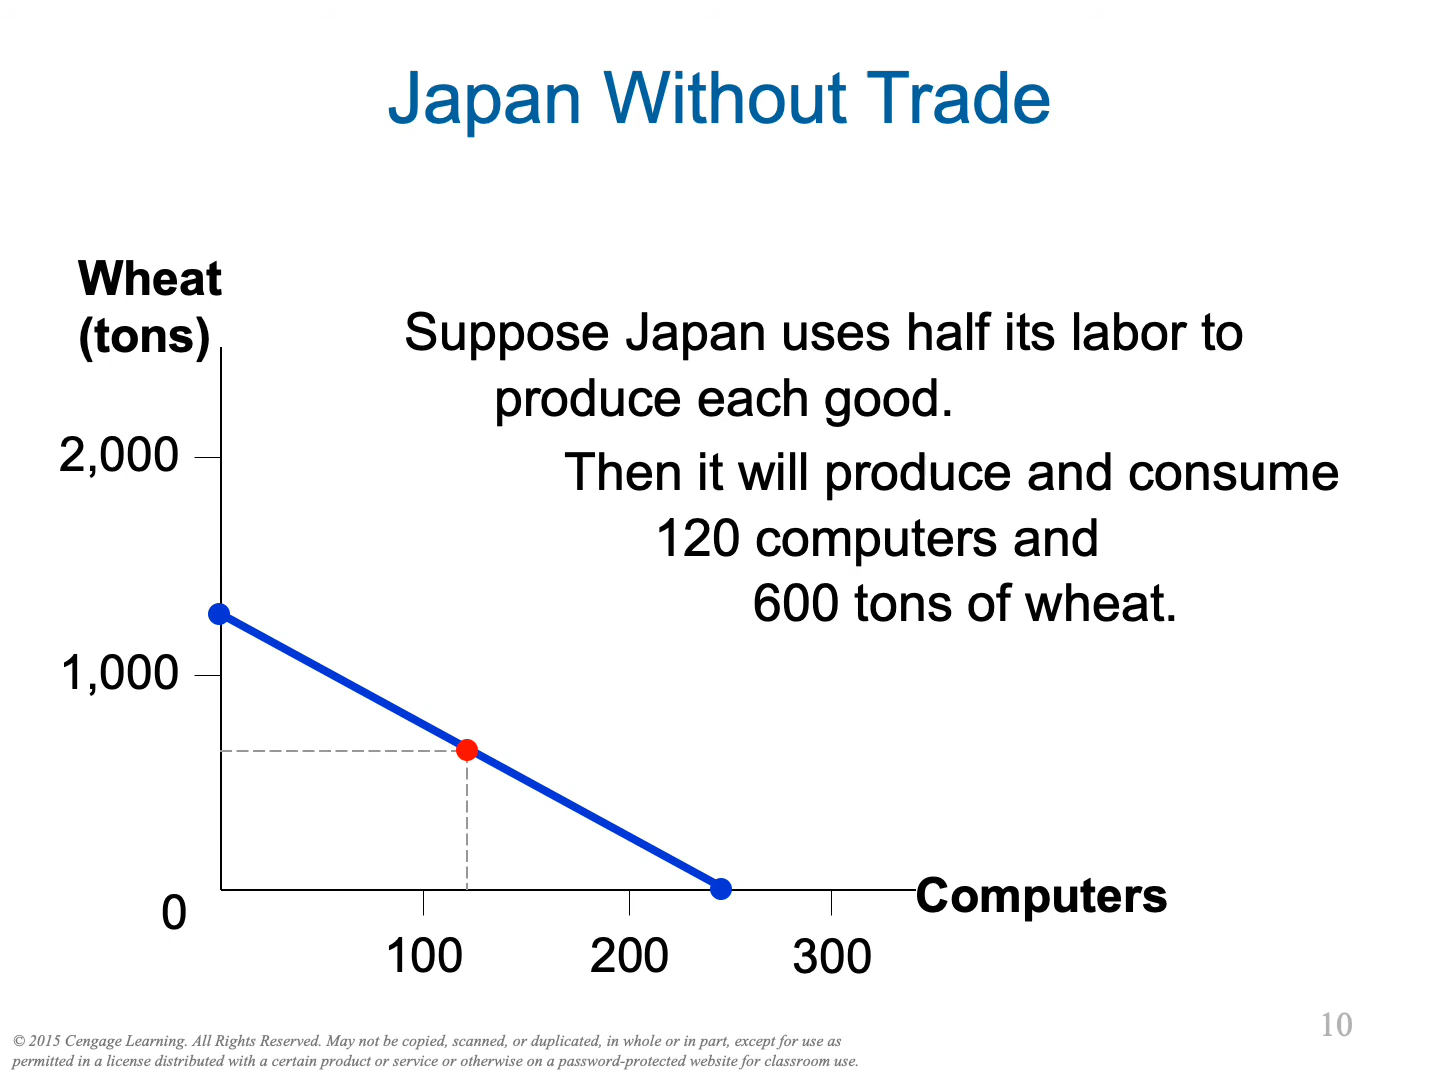 Japan Without Trade
Wheat
(tons)
Suppose Japan uses half its labor to
produce each good.
Then it will produce and consume
120 computers and
600 tons of wheat.
2,000
1,000
0
100
200
300
Computers
10
© 2015 Cengage Learning. All Rights Reserved. May not be copied, scanned, or duplicated, in whole or in part, except for use as
permitted in a license distributed with a certain product or service or otherwise on a password-protected website for classroom use.